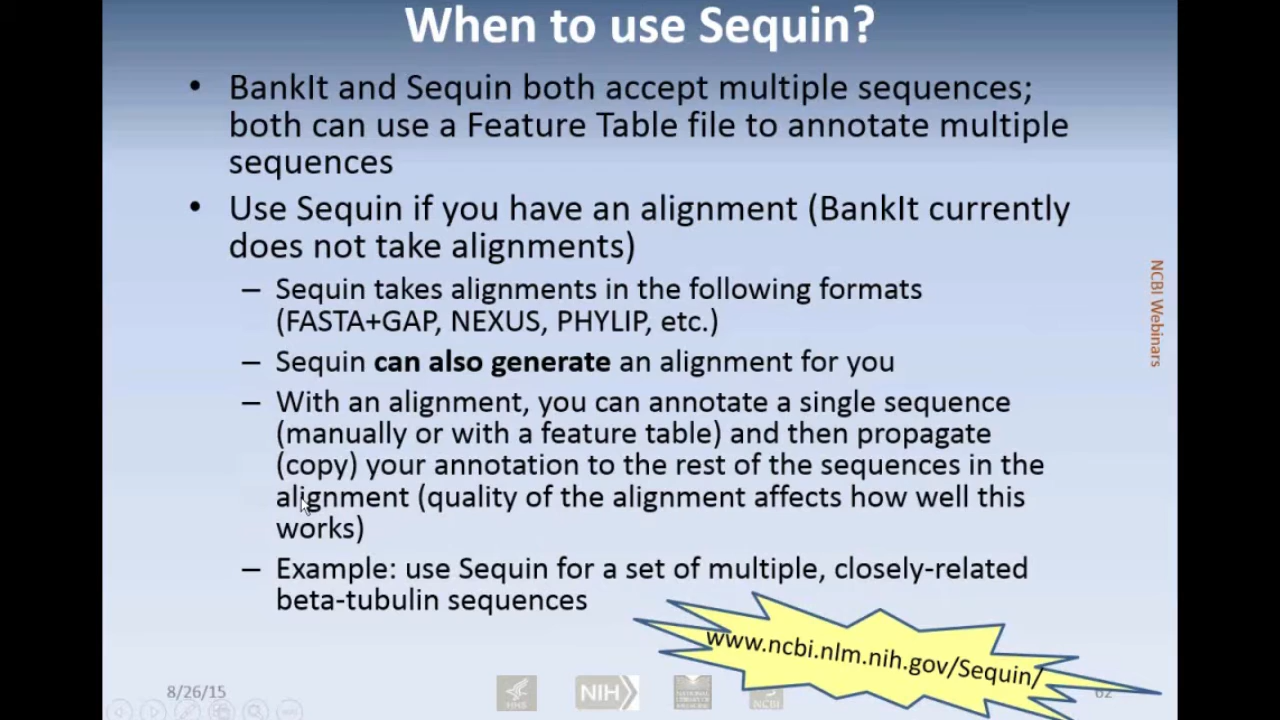 When to use Sequin?
• BankIt and Sequin both accept multiple sequences;
both can use a Feature Table file to annotate multiple
sequences
• Use Sequin if you have an alignment (BankIt currently
does not take alignments)
– Sequin takes alignments in the following formats
(FASTA+GAP, NEXUS, PHYLIP, etc.)
– Sequin can also generate an alignment for you
– With an alignment, you can annotate a single sequence
(manually or with a feature table) and then propagate
(copy) your annotation to the rest of the sequences in the
alignment (quality of the alignment affects how well this
works)
– Example: use Sequin for a set of multiple, closely-related
beta-tubulin sequences
www.ncbi.nlm.nih.gov/Sequin/
NCBI Webinars
8/26/15
NIH
NCBI
62